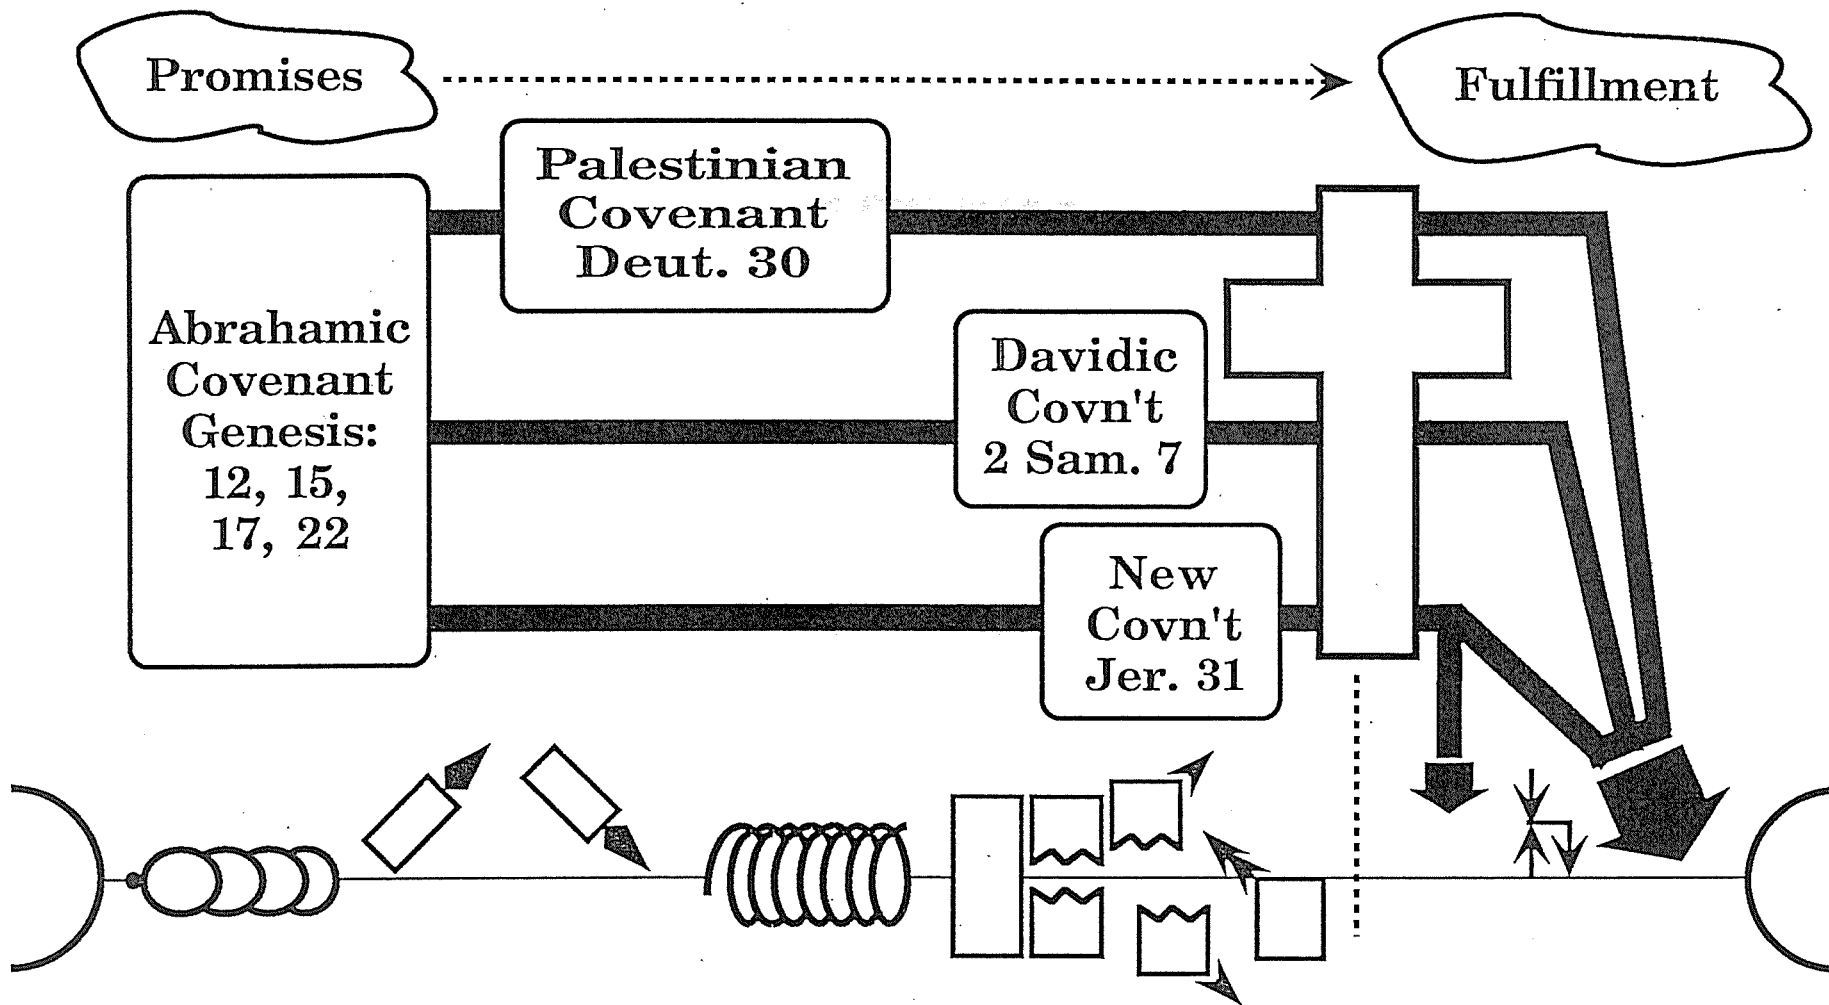 Promises
Fulfillment
Palestinian
Covenant
Deut. 30
Abrahamic
Covenant
Genesis:
12, 15,
17, 22
Davidic
Covn't
2 Sam. 7
New
Covn't
Jer. 31